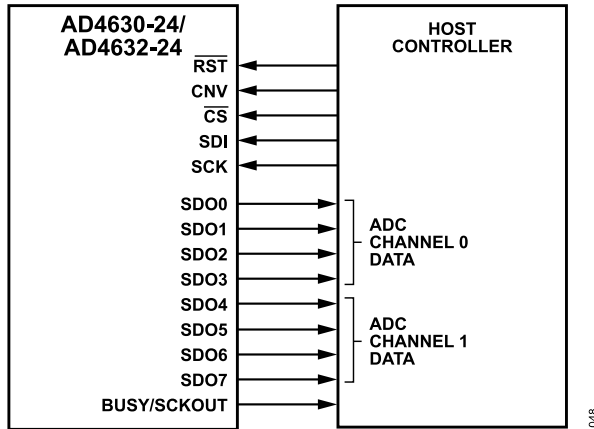 AD4630-24/
AD4632-24
RST
CNV
CS
SDI
SCK
SDO0
SDO1
SDO2
SDO3
SDO4
SDO5
SDO6
SDO7
BUSY/SCKOUT
HOST
CONTROLLER
ADC
CHANNEL 0
DATA
ADC
CHANNEL 1
DATA
048